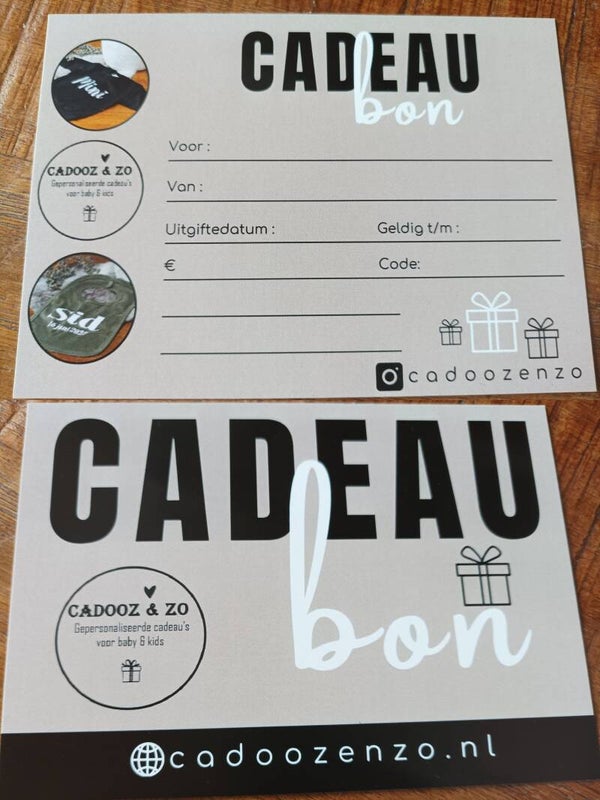 CADEAU
bon
Mini
Voor :
CADOOZ & ZO
Gepersonaliseerde cadeau's
voor baby & kids
Van :
Uitgiftedatum : Geldig t/m :
€ Code:
Sid
cadoozenzo
CADEAU
bon
CADOOZ & ZO
Gepersonaliseerde cadeau's
voor baby & kids
cadoozenzo.nl